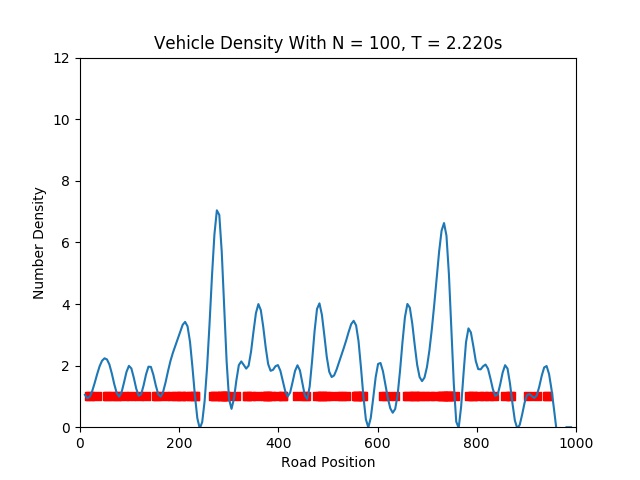 Vehicle Density With N = 100, T = 2.220s
12
10
8
6
4
2
0
Number Density
0 200 400 600 800 1000
Road Position